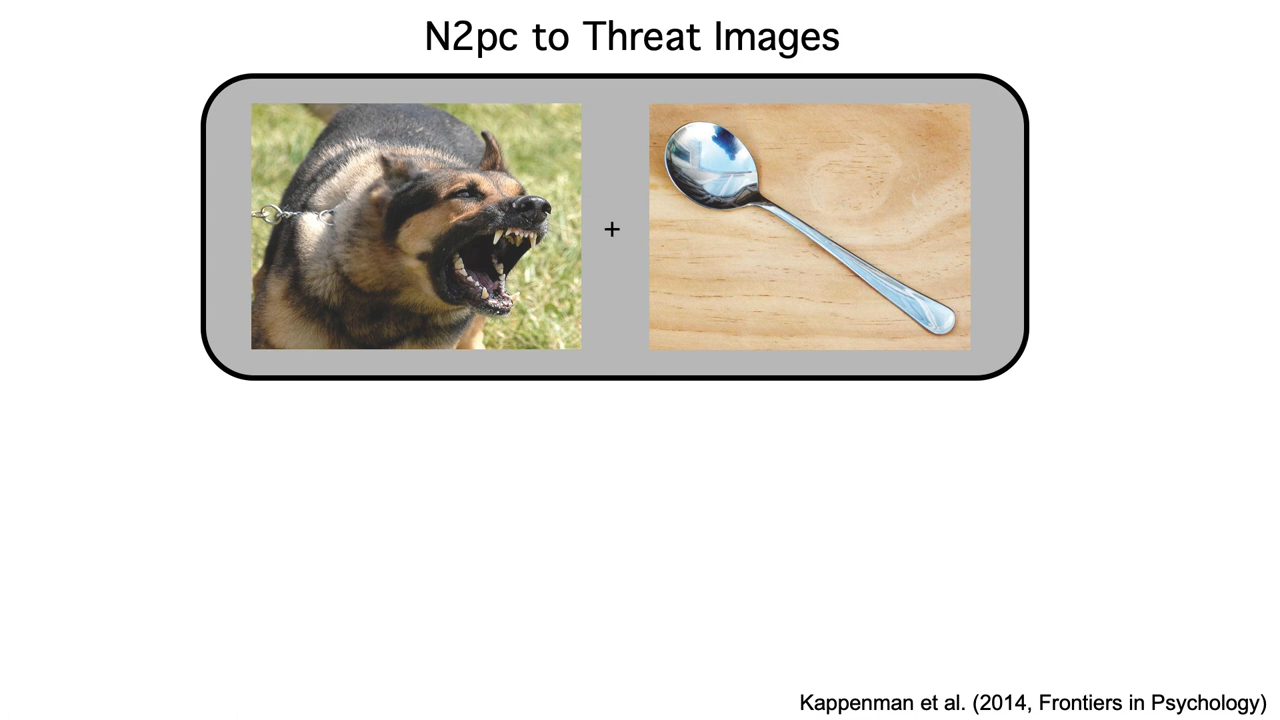 N2pc to Threat Images
+
Kappenman et al. (2014, Frontiers in Psychology)